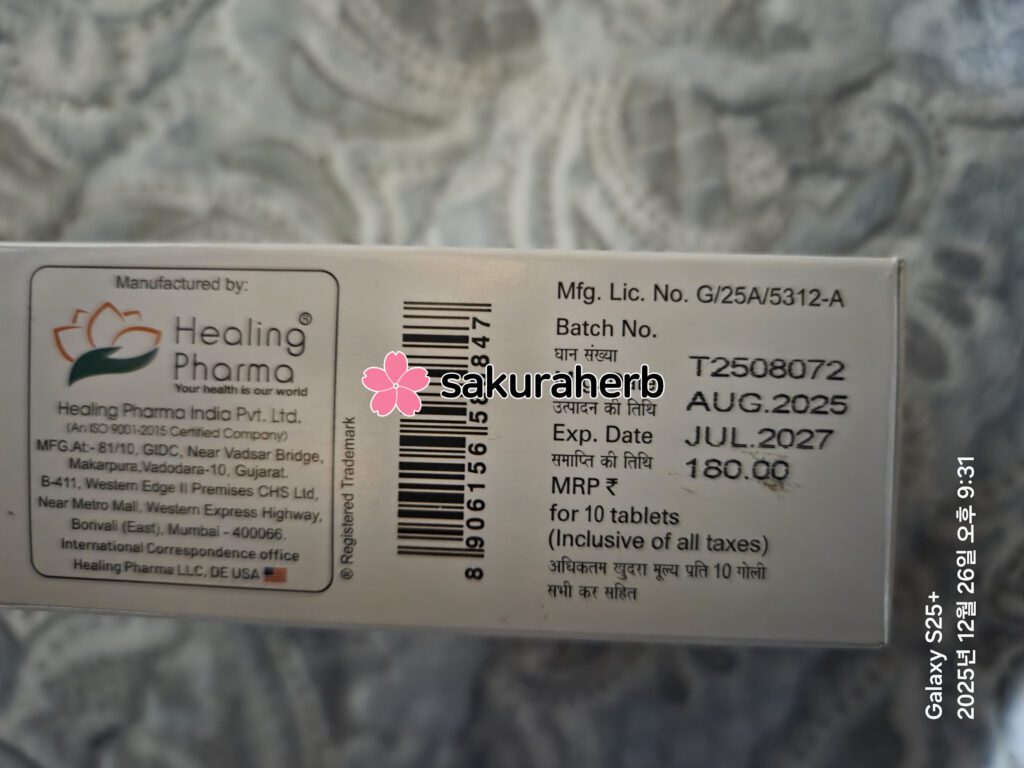 Manufactured by:
Healing®
Pharma
Your health is our world
Healing Pharma India Pvt. Ltd.
(An ISO 9001-2015 Certified Company)
MFG.At:- 81/10, GIDC, Near Vadsar Bridge,
Makarpura,Vadodara-10, Gujarat.
B-411, Western Edge II Premises CHS Ltd,
Near Metro Mall, Western Express Highway,
Borivali (East). Mumbai - 400066.
International Correspondence office
Healing Pharma LLC, DE USA
® Registered Trademark
sakuraherb
Mfg. Lic. No. G/25A/5312-A
Batch No.
घान संख्या T2508072
उत्पादन की तिथि AUG.2025
Exp. Date JUL.2027
समाप्ति की तिथि 180.00
MRP ₹
for 10 tablets
(Inclusive of all taxes)
अधिकतम खुदरा मूल्य प्रति 10 गोली
सभी कर सहित
Galaxy S25+
2025년 12월 26일 오후 9:31